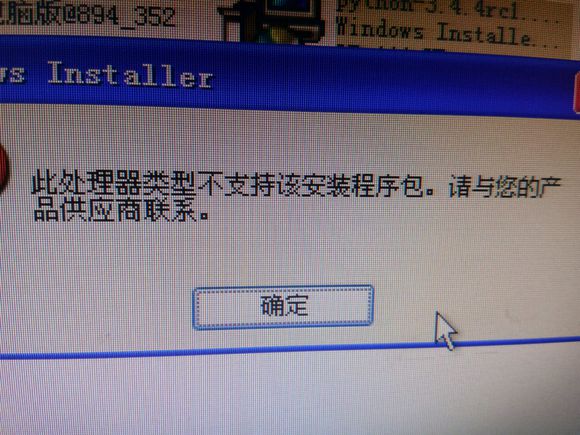 脑版@894_352
python-3.4.4rc1....
Windows Installe...
ws Installer
此处理器类型不支持该安装程序包。请与您的产
品供应商联系。
确定